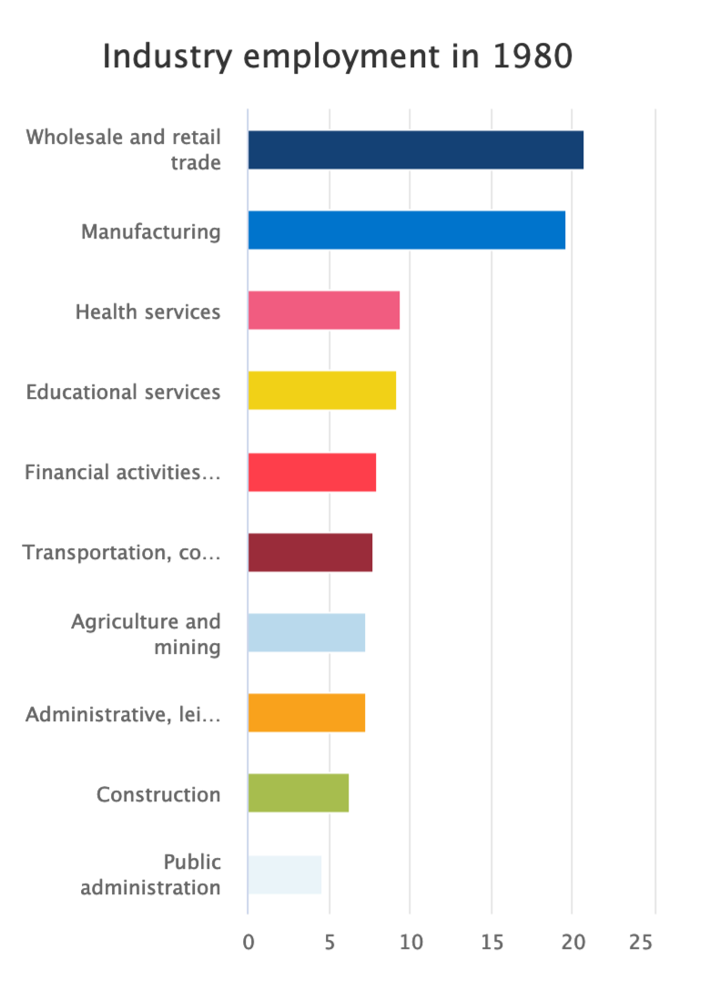 Industry employment in 1980
Wholesale and retail
trade
Manufacturing
Health services
Educational services
Financial activities...
Transportation, co...
Agriculture and
mining
Administrative, lei...
Construction
Public
administration
0 5 10 15 20 25